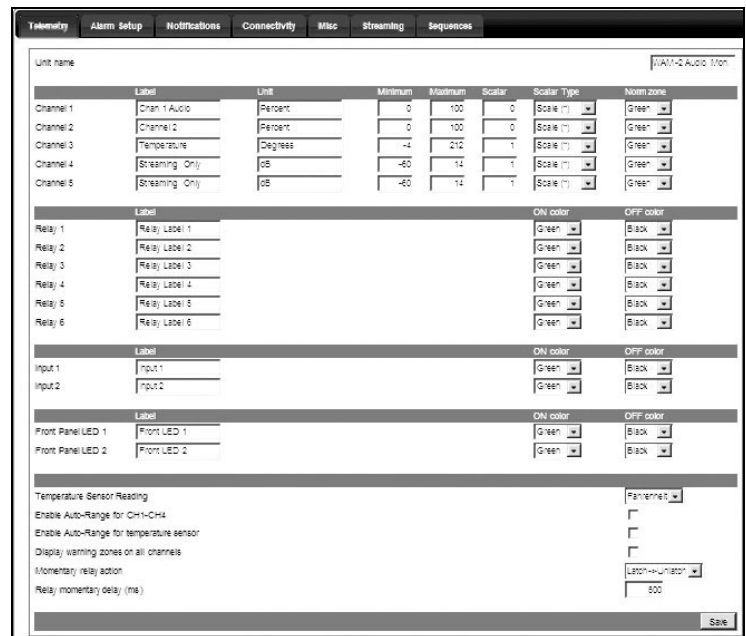 Telemetry Alarm Setup Notifications Connectivity Misc Streaming Sequences
Unit name WAM-2 Audio Mon
Label Unit Minimum Maximum Scalar Scalar Type Norm zone
Channel 1 Chan 1 Audio Percent 0 100 0 Scale (*) Green
Channel 2 Channel 2 Percent 0 100 0 Scale (*) Green
Channel 3 Temperature Degrees -4 212 1 Scale (*) Green
Channel 4 Streaming Only dB -60 14 1 Scale (*) Green
Channel 5 Streaming Only dB -60 14 1 Scale (*) Green
Label ON color OFF color
Relay 1 Relay Label 1 Green Black
Relay 2 Relay Label 2 Green Black
Relay 3 Relay Label 3 Green Black
Relay 4 Relay Label 4 Green Black
Relay 5 Relay Label 5 Green Black
Relay 6 Relay Label 6 Green Black
Label ON color OFF color
Input 1 Input 1 Green Black
Input 2 Input 2 Green Black
Label ON color OFF color
Front Panel LED 1 Front LED 1 Green Black
Front Panel LED 2 Front LED 2 Green Black
Temperature Sensor Reading Fahrenheit
Enable Auto-Range for CH1-CH4
Enable Auto-Range for temperature sensor
Display warning zones on all channels
Momentary relay action Latch->Unlatch
Relay momentary delay (ms) 500
Save